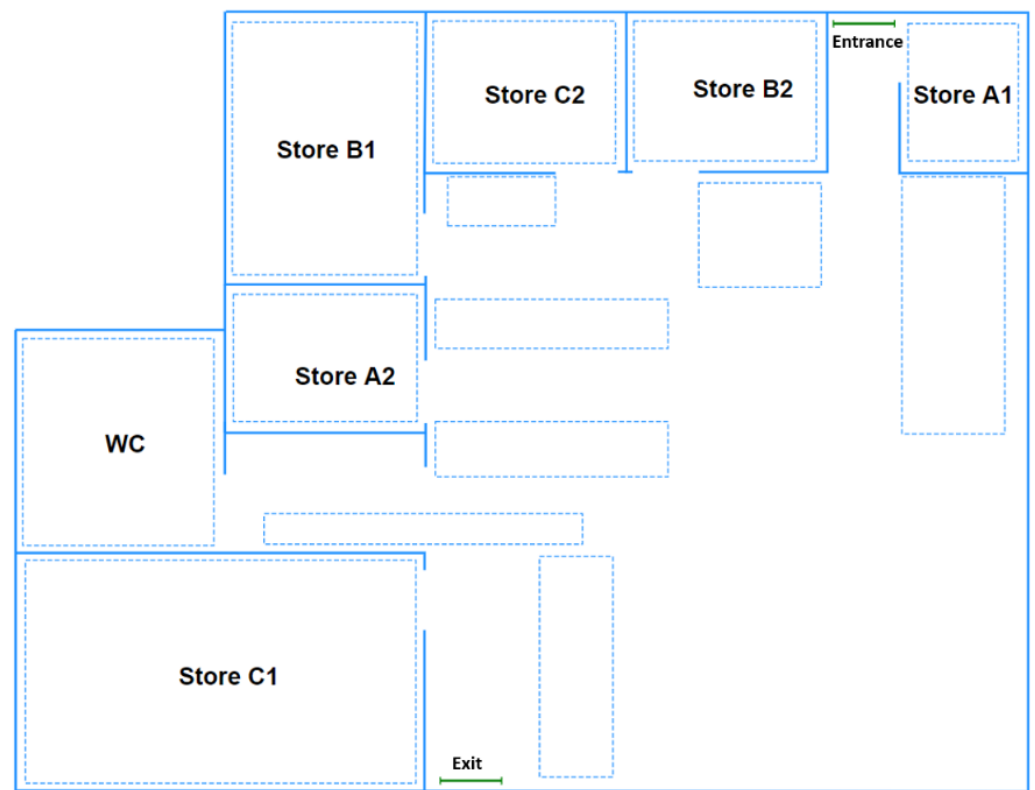 Entrance
Store C2
Store B2
Store A1
Store B1
Store A2
WC
Store C1
Exit